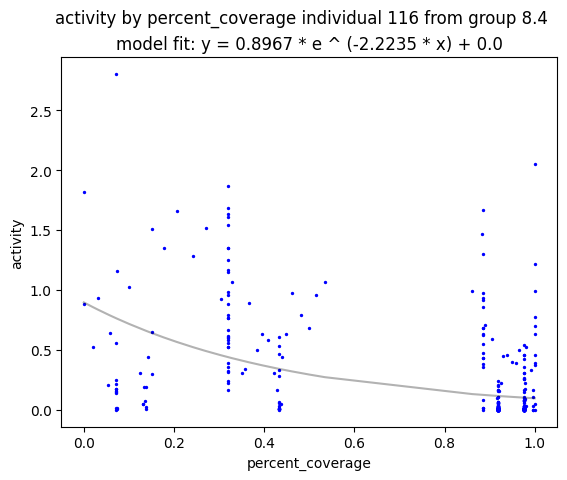 activity by percent_coverage individual 116 from group 8.4
model fit: y = 0.8967 * e ^ (-2.2235 * x) + 0.0
2.5
2.0
1.5
1.0
0.5
0.0
activity
0.0 0.2 0.4 0.6 0.8 1.0
percent_coverage